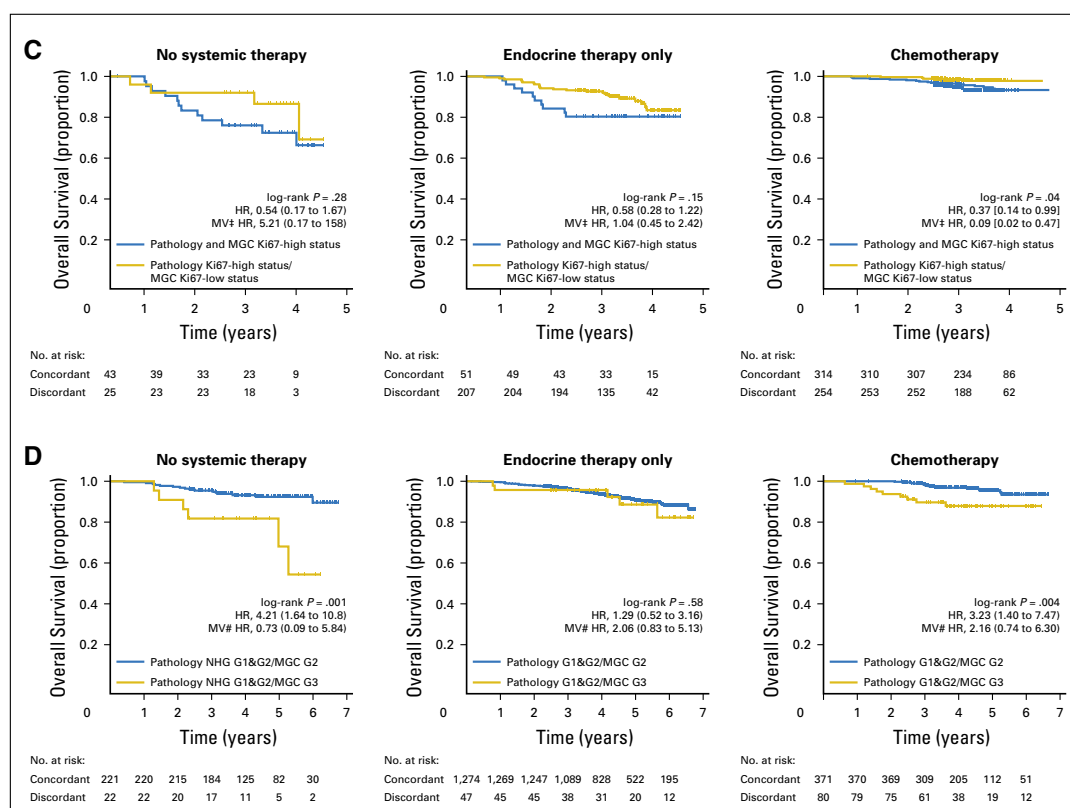 C
No systemic therapy
Overall Survival (proportion)
1.0
0.8
0.6
0.4
0.2
0
1
2
3
4
5
Time (years)
log-rank P = .28
HR, 0.54 (0.17 to 1.67)
MV‡ HR, 5.21 (0.17 to 158)
Pathology and MGC Ki67-high status
Pathology Ki67-high status/
MGC Ki67-low status
No. at risk:
Concordant 43 39 33 23 9
Discordant 25 23 23 18 3
Endocrine therapy only
Overall Survival (proportion)
1.0
0.8
0.6
0.4
0.2
0
1
2
3
4
5
Time (years)
log-rank P = .15
HR, 0.58 (0.28 to 1.22)
MV‡ HR, 1.04 (0.45 to 2.42)
Pathology and MGC Ki67-high status
Pathology Ki67-high status/
MGC Ki67-low status
No. at risk:
Concordant 51 49 43 33 15
Discordant 207 204 194 135 42
Chemotherapy
Overall Survival (proportion)
1.0
0.8
0.6
0.4
0.2
0
1
2
3
4
5
Time (years)
log-rank P = .04
HR, 0.37 [0.14 to 0.99]
MV‡ HR, 0.09 [0.02 to 0.47]
Pathology and MGC Ki67-high status
Pathology Ki67-high status/
MGC Ki67-low status
No. at risk:
Concordant 314 310 307 234 86
Discordant 254 253 252 188 62
D
No systemic therapy
Overall Survival (proportion)
1.0
0.8
0.6
0.4
0.2
0
1
2
3
4
5
6
7
Time (years)
log-rank P = .001
HR, 4.21 (1.64 to 10.8)
MV# HR, 0.73 (0.09 to 5.84)
Pathology NHG G1&G2/MGC G2
Pathology NHG G1&G2/MGC G3
No. at risk:
Concordant 221 220 215 184 125 82 30
Discordant 22 22 20 17 11 5 2
Endocrine therapy only
Overall Survival (proportion)
1.0
0.8
0.6
0.4
0.2
0
1
2
3
4
5
6
7
Time (years)
log-rank P = .58
HR, 1.29 (0.52 to 3.16)
MV# HR, 2.06 (0.83 to 5.13)
Pathology G1&G2/MGC G2
Pathology G1&G2/MGC G3
No. at risk:
Concordant 1,274 1,269 1,247 1,089 828 522 195
Discordant 47 45 45 38 31 20 12
Chemotherapy
Overall Survival (proportion)
1.0
0.8
0.6
0.4
0.2
0
1
2
3
4
5
6
7
Time (years)
log-rank P = .004
HR, 3.23 (1.40 to 7.47)
MV# HR, 2.16 (0.74 to 6.30)
Pathology G1&G2/MGC G2
Pathology G1&G2/MGC G3
No. at risk:
Concordant 371 370 369 309 205 112 51
Discordant 80 79 75 61 38 19 12